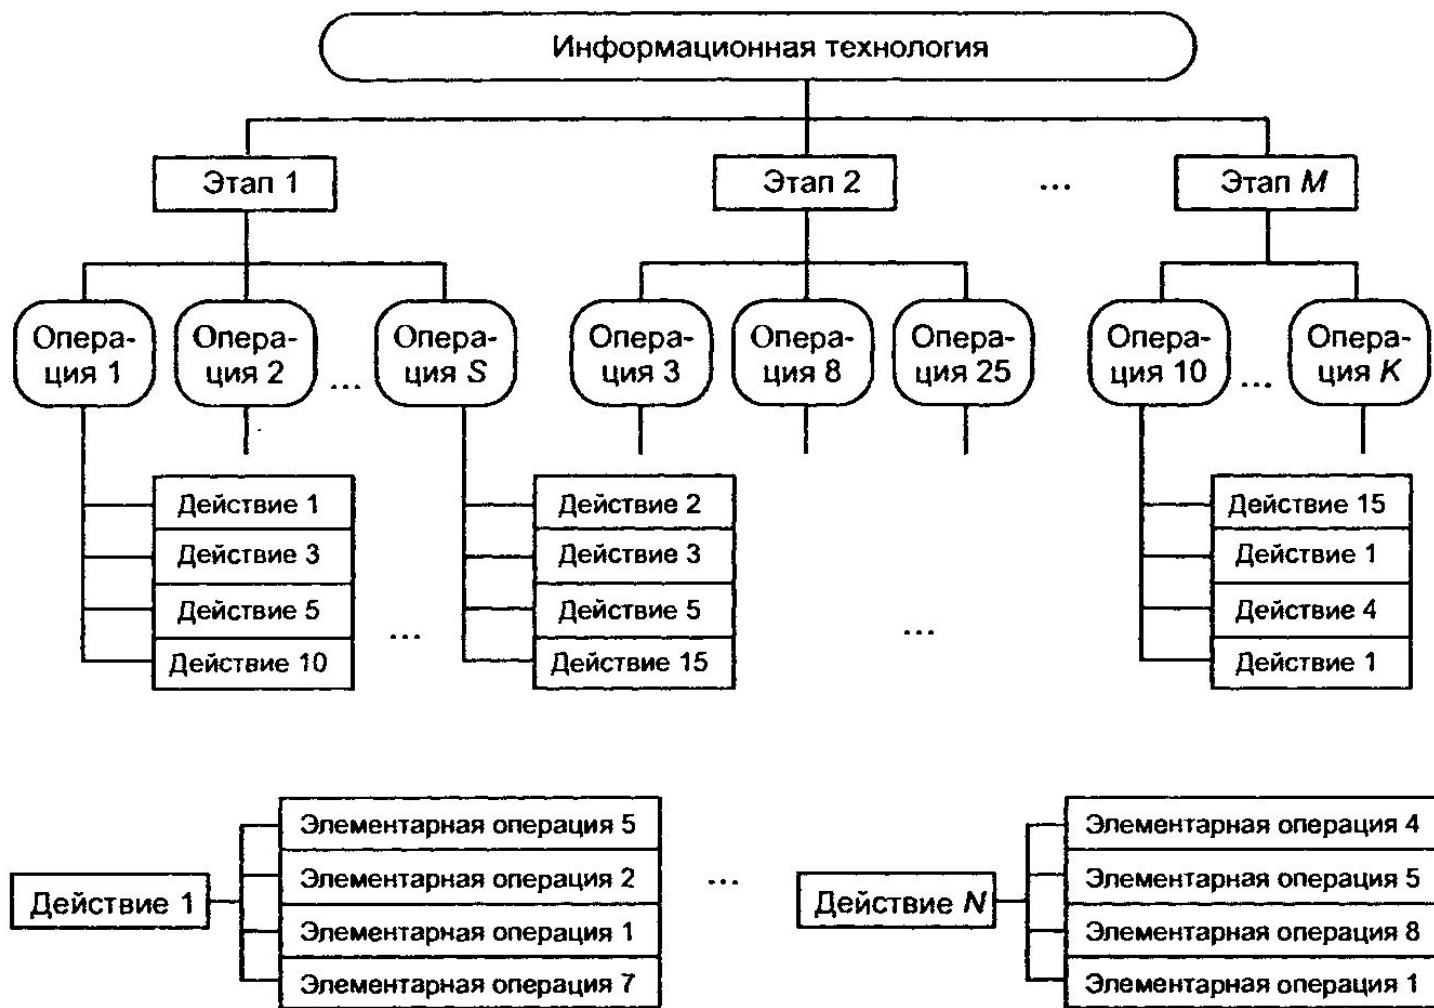 Информационная технология
Этап 1
Этап 2
...
Этап M
Опера-
ция 1
Опера-
ция 2
...
Опера-
ция S
Опера-
ция 3
Опера-
ция 8
Опера-
ция 25
Опера-
ция 10
...
Опера-
ция K
Действие 1
Действие 3
Действие 5
Действие 10
...
Действие 2
Действие 3
Действие 5
Действие 15
...
Действие 15
Действие 1
Действие 4
Действие 1
Действие 1
Элементарная операция 5
Элементарная операция 2
Элементарная операция 1
Элементарная операция 7
...
Действие N
Элементарная операция 4
Элементарная операция 5
Элементарная операция 8
Элементарная операция 1